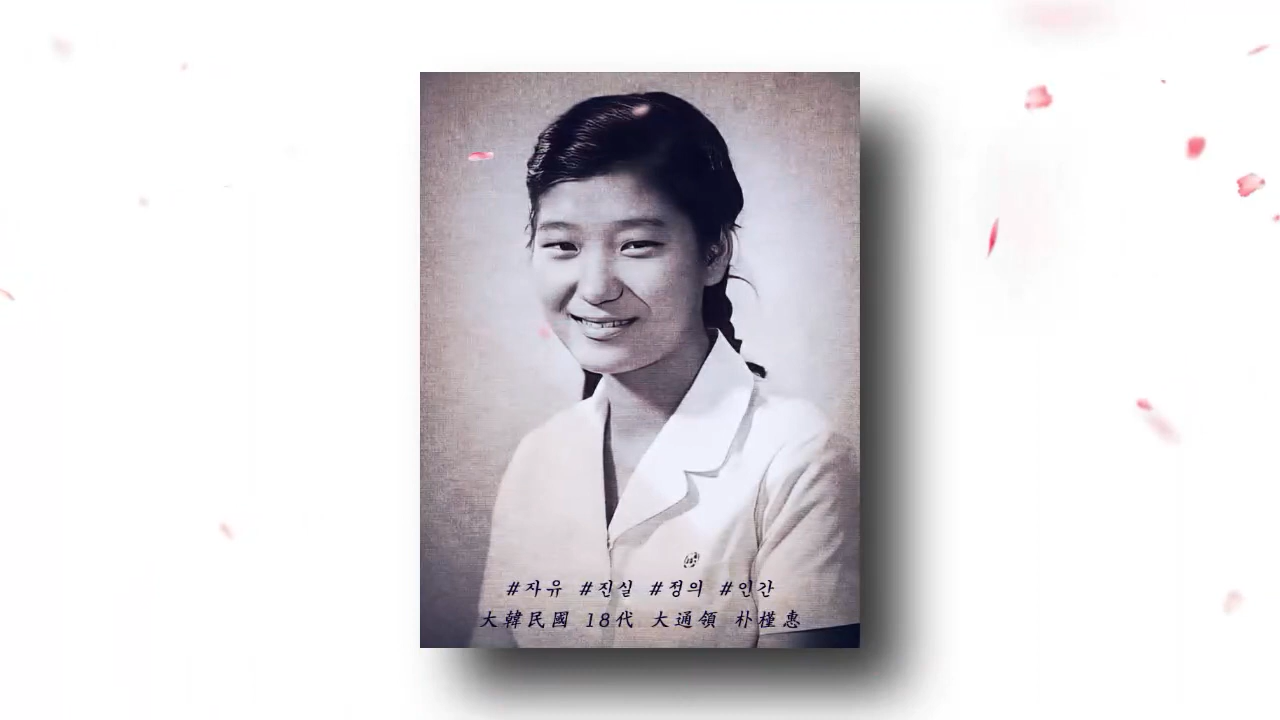 #자유 #진실 #정의 #인간
大韓民國 18代 大通領 朴槿惠